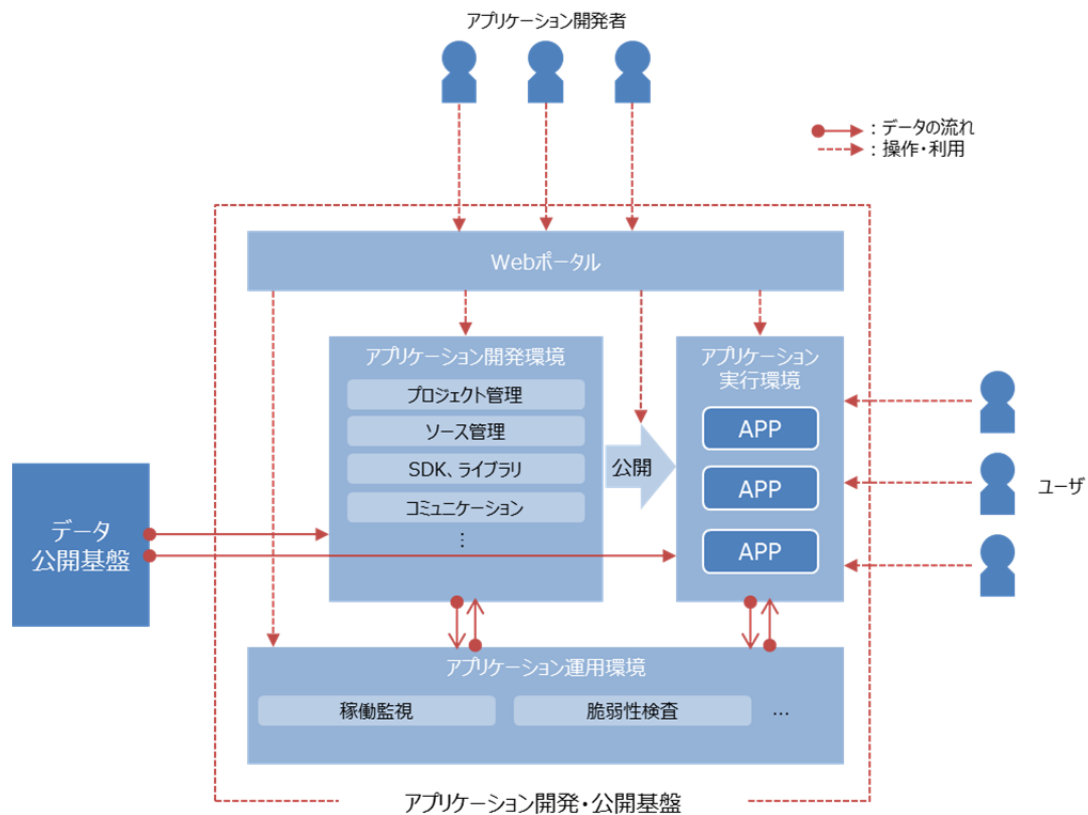 アプリケーション開発者
：データの流れ
：操作・利用
Webポータル
アプリケーション開発環境
プロジェクト管理
ソース管理
SDK、ライブラリ
コミュニケーション
⋮
公開
アプリケーション
実行環境
APP
APP
APP
ユーザ
データ
公開基盤
アプリケーション運用環境
稼働監視
脆弱性検査
…
アプリケーション開発・公開基盤